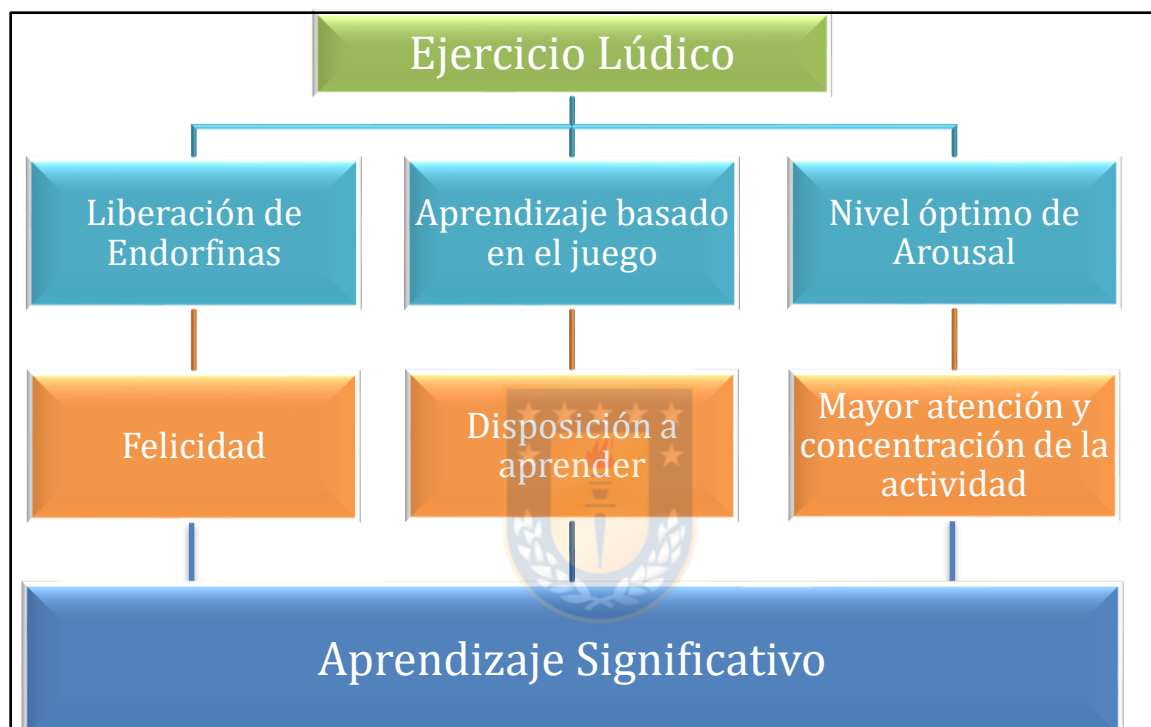 Ejercicio Lúdico
Liberación de
Endorfinas
Aprendizaje basado
en el juego
Nivel óptimo de
Arousal
Felicidad
Disposición a
aprender
Mayor atención y
concentración de la
actividad
Aprendizaje Significativo